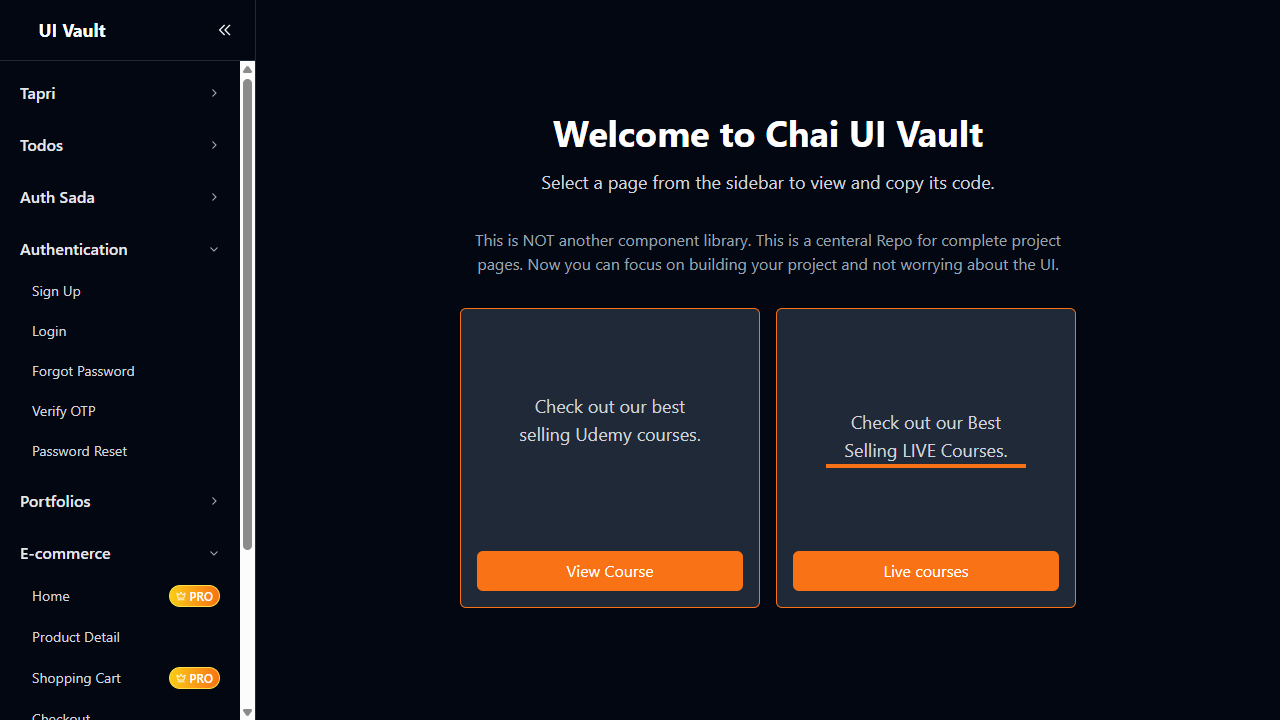 UI Vault
Tapri
Todos
Auth Sada
Authentication
Sign Up
Login
Forgot Password
Verify OTP
Password Reset
Portfolios
E-commerce
Home
PRO
Product Detail
Shopping Cart
PRO
Checkout
Welcome to Chai UI Vault
Select a page from the sidebar to view and copy its code.
This is NOT another component library. This is a centeral Repo for complete project
pages. Now you can focus on building your project and not worrying about the UI.
Check out our best
selling Udemy courses.
View Course
Check out our Best
Selling LIVE Courses.
Live courses